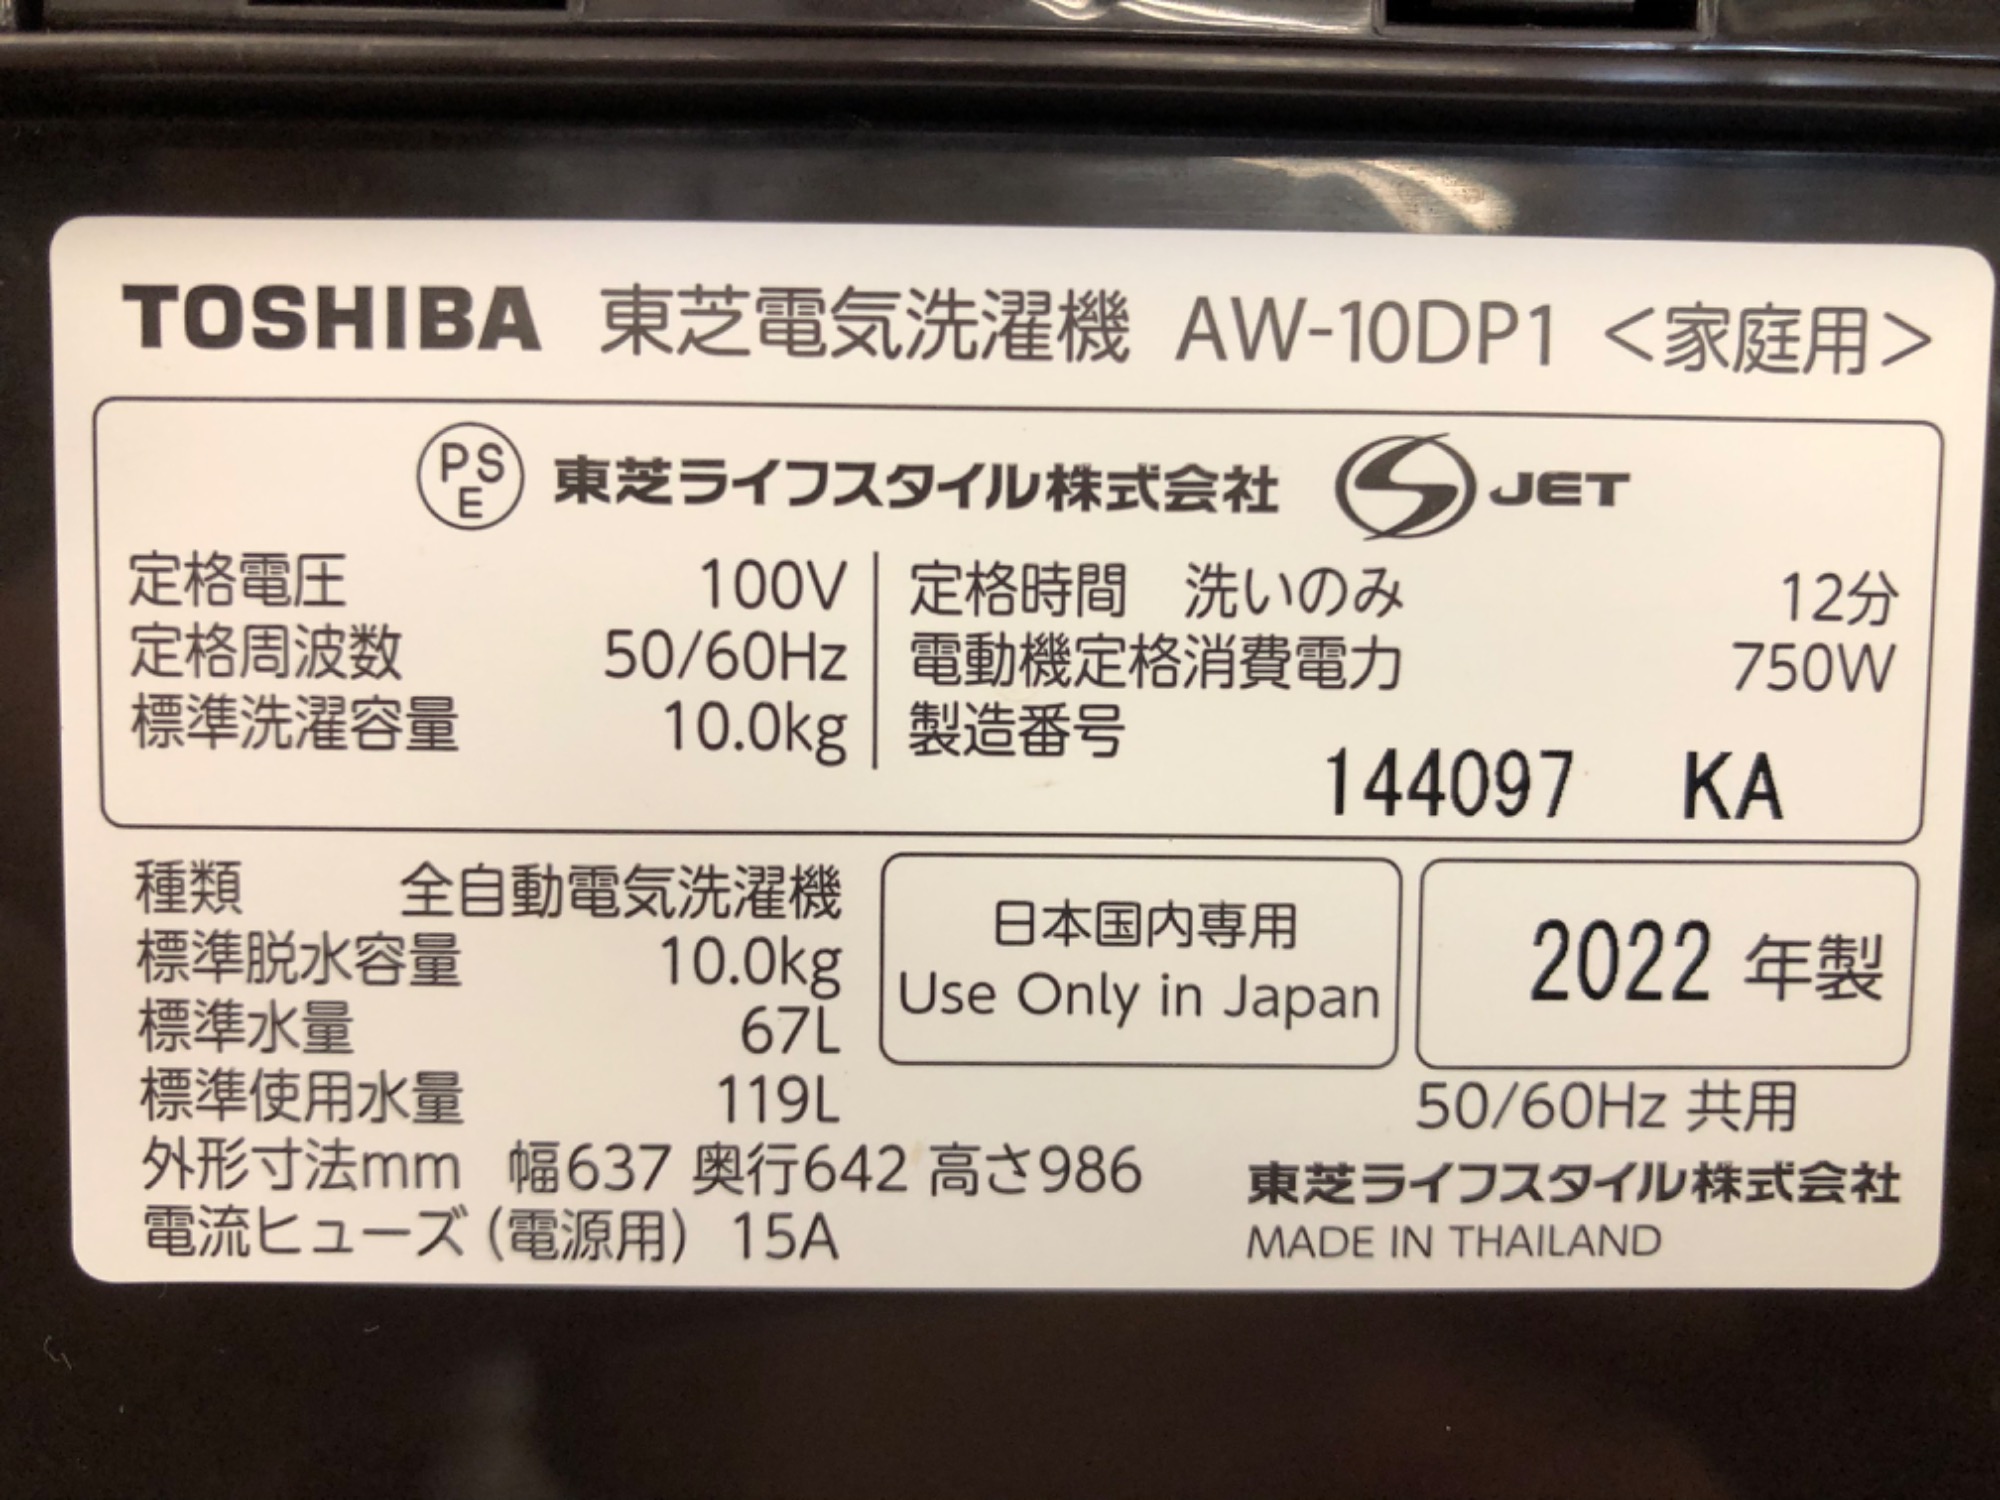 TOSHIBA 東芝電気洗濯機 AW-10DP1 <家庭用>
PSE 東芝ライフスタイル株式会社 S JET
定格電圧 100V
定格周波数 50/60Hz
標準洗濯容量 10.0kg
定格時間 洗いのみ 12分
電動機定格消費電力 750W
製造番号
144097 KA
種類 全自動電気洗濯機
標準脱水容量 10.0kg
標準水量 67L
標準使用水量 119L
外形寸法mm 幅637 奥行642 高さ986
電流ヒューズ(電源用) 15A
日本国内専用
Use Only in Japan
2022 年製
50/60Hz 共用
東芝ライフスタイル株式会社
MADE IN THAILAND